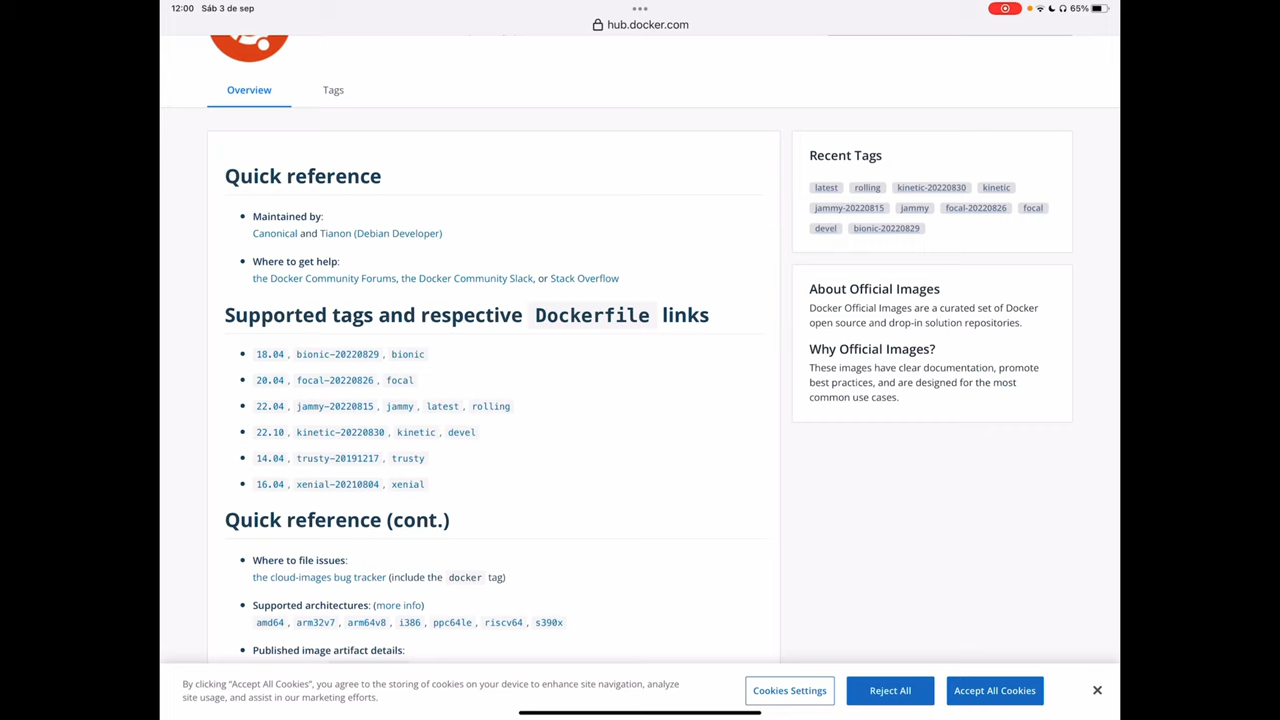 12:00 Sáb 3 de sep
65%
hub.docker.com
Overview Tags
Quick reference
Maintained by:
Canonical and Tianon (Debian Developer)
Where to get help:
the Docker Community Forums, the Docker Community Slack, or Stack Overflow
Supported tags and respective Dockerfile links
18.04, bionic-20220829, bionic
20.04, focal-20220826, focal
22.04, jammy-20220815, jammy, latest, rolling
22.10, kinetic-20220830, kinetic, devel
14.04, trusty-20191217, trusty
16.04, xenial-20210804, xenial
Quick reference (cont.)
Where to file issues:
the cloud-images bug tracker (include the docker tag)
Supported architectures: (more info)
amd64, arm32v7, arm64v8, i386, ppc64le, riscv64, s390x
Published image artifact details:
Recent Tags
latest rolling kinetic-20220830 kinetic
jammy-20220815 jammy focal-20220826 focal
devel bionic-20220829
About Official Images
Docker Official Images are a curated set of Docker
open source and drop-in solution repositories.
Why Official Images?
These images have clear documentation, promote
best practices, and are designed for the most
common use cases.
By clicking “Accept All Cookies”, you agree to the storing of cookies on your device to enhance site navigation, analyze
site usage, and assist in our marketing efforts.
Cookies Settings
Reject All
Accept All Cookies